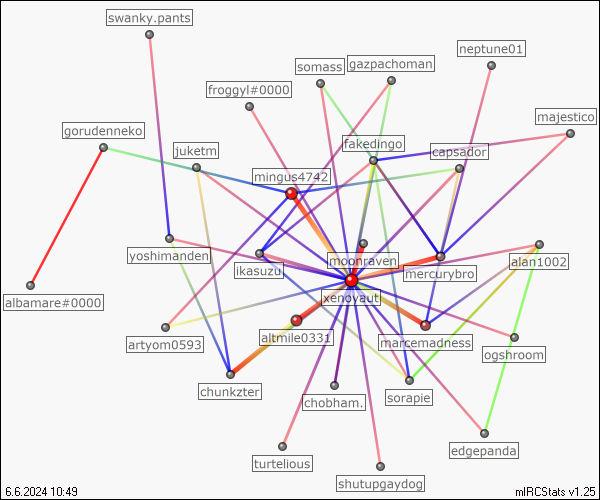 swanky.pants
neptune01
somass
gazpachoman
froggyl#0000
majestico
gorudenneko
juketm
fakedingo
capsador
mingus4742
yoshimanden
ikasuzu
moonraven
mercurybro
alan1002
albamare#0000
xenoyaut
artyom0593
altmile0331
marcemadness
ogshroom
chunkzter
chobham.
sorapie
edgepanda
turtelious
shutupgaydog
6.6.2024 10:49
mIRCStats v1.25